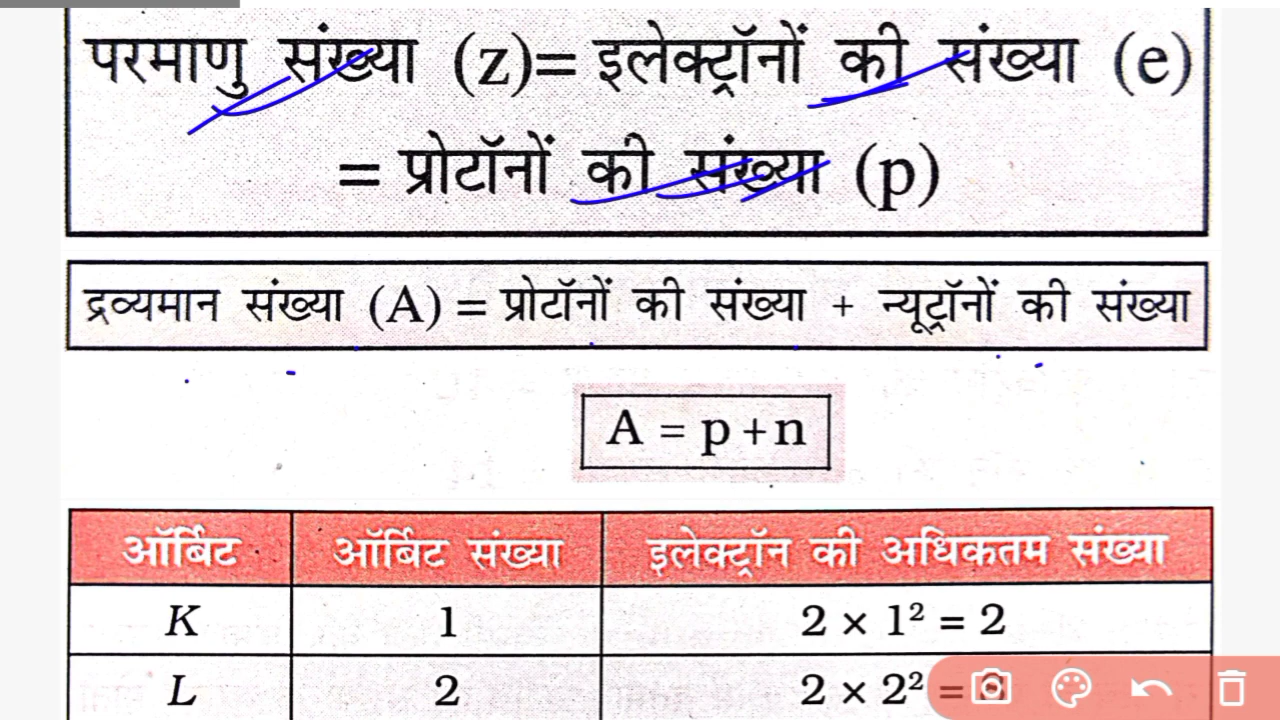 परमाणु संख्या (z)= इलेक्ट्रॉनों की संख्या (e)
= प्रोटॉनों की संख्या (p)
द्रव्यमान संख्या (A) = प्रोटॉनों की संख्या + न्यूट्रॉनों की संख्या
A = p+n
ऑर्बिट ऑर्बिट संख्या इलेक्ट्रॉन की अधिकतम संख्या
K 1 2 × 1² = 2
L 2 2 × 2² =